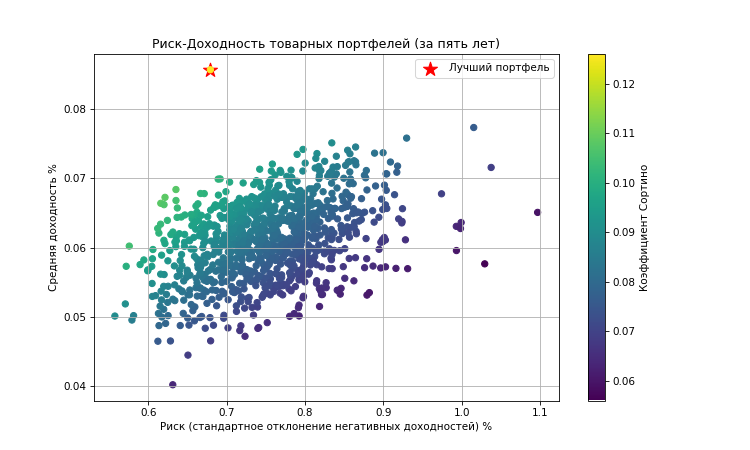 Риск-Доходность товарных портфелей (за пять лет)
Лучший портфель
Средняя доходность %
0.08
0.07
0.06
0.05
0.04
0.6 0.7 0.8 0.9 1.0 1.1
Риск (стандартное отклонение негативных доходностей) %
0.12
0.11
0.10
0.09
0.08
0.07
0.06
Коэффициент Сортино